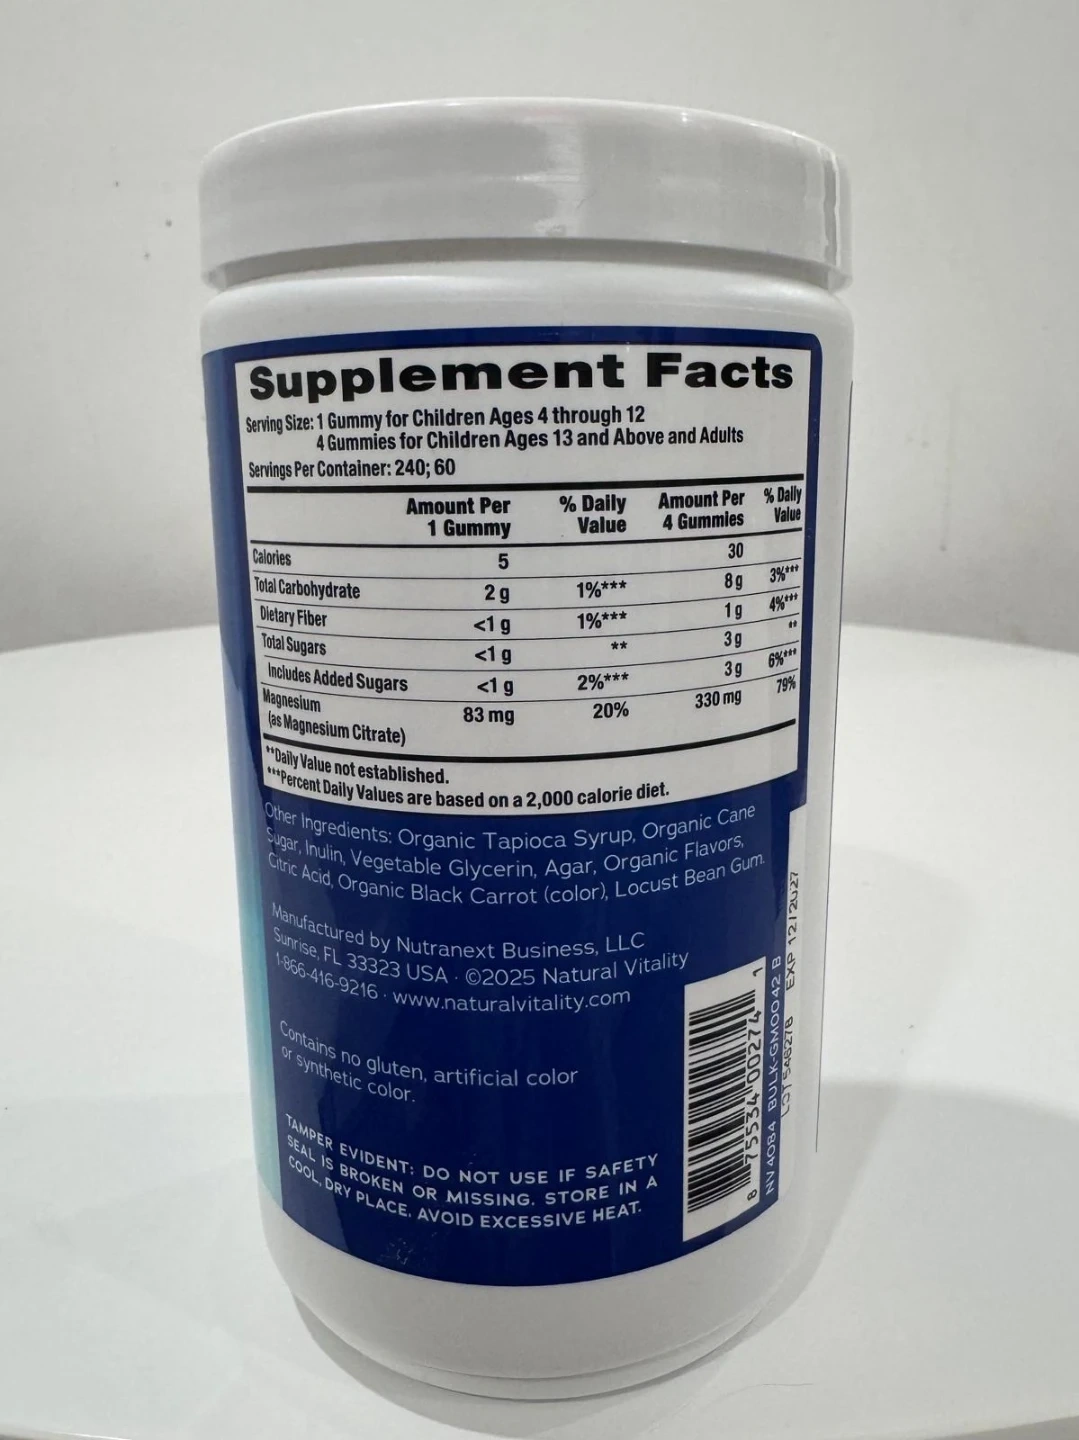 Supplement Facts
Serving Size: 1 Gummy for Children Ages 4 through 12
4 Gummies for Children Ages 13 and Above and Adults
Servings Per Container: 240; 60
Amount Per 1 Gummy % Daily Value Amount Per 4 Gummies % Daily Value
Calories 5 30
Total Carbohydrate 2 g 1%*** 8 g 3%***
Dietary Fiber <1 g 1%*** 1 g 4%***
Total Sugars <1 g ** 3 g **
Includes Added Sugars <1 g 2%*** 3 g 6%***
Magnesium 83 mg 20% 330 mg 79%
(as Magnesium Citrate)
**Daily Value not established.
***Percent Daily Values are based on a 2,000 calorie diet.
Other Ingredients: Organic Tapioca Syrup, Organic Cane
Sugar, Inulin, Vegetable Glycerin, Agar, Organic Flavors,
Citric Acid, Organic Black Carrot (color), Locust Bean Gum.
Manufactured by Nutranext Business, LLC
Sunrise, FL 33323 USA · ©2025 Natural Vitality
1-866-416-9216 · www.naturalvitality.com
Contains no gluten, artificial color
or synthetic color.
TAMPER EVIDENT: DO NOT USE IF SAFETY
SEAL IS BROKEN OR MISSING. STORE IN A
COOL, DRY PLACE. AVOID EXCESSIVE HEAT.
8 75534 00274 1
NV4084 BULK-GM0042 B
EXP 12/2027